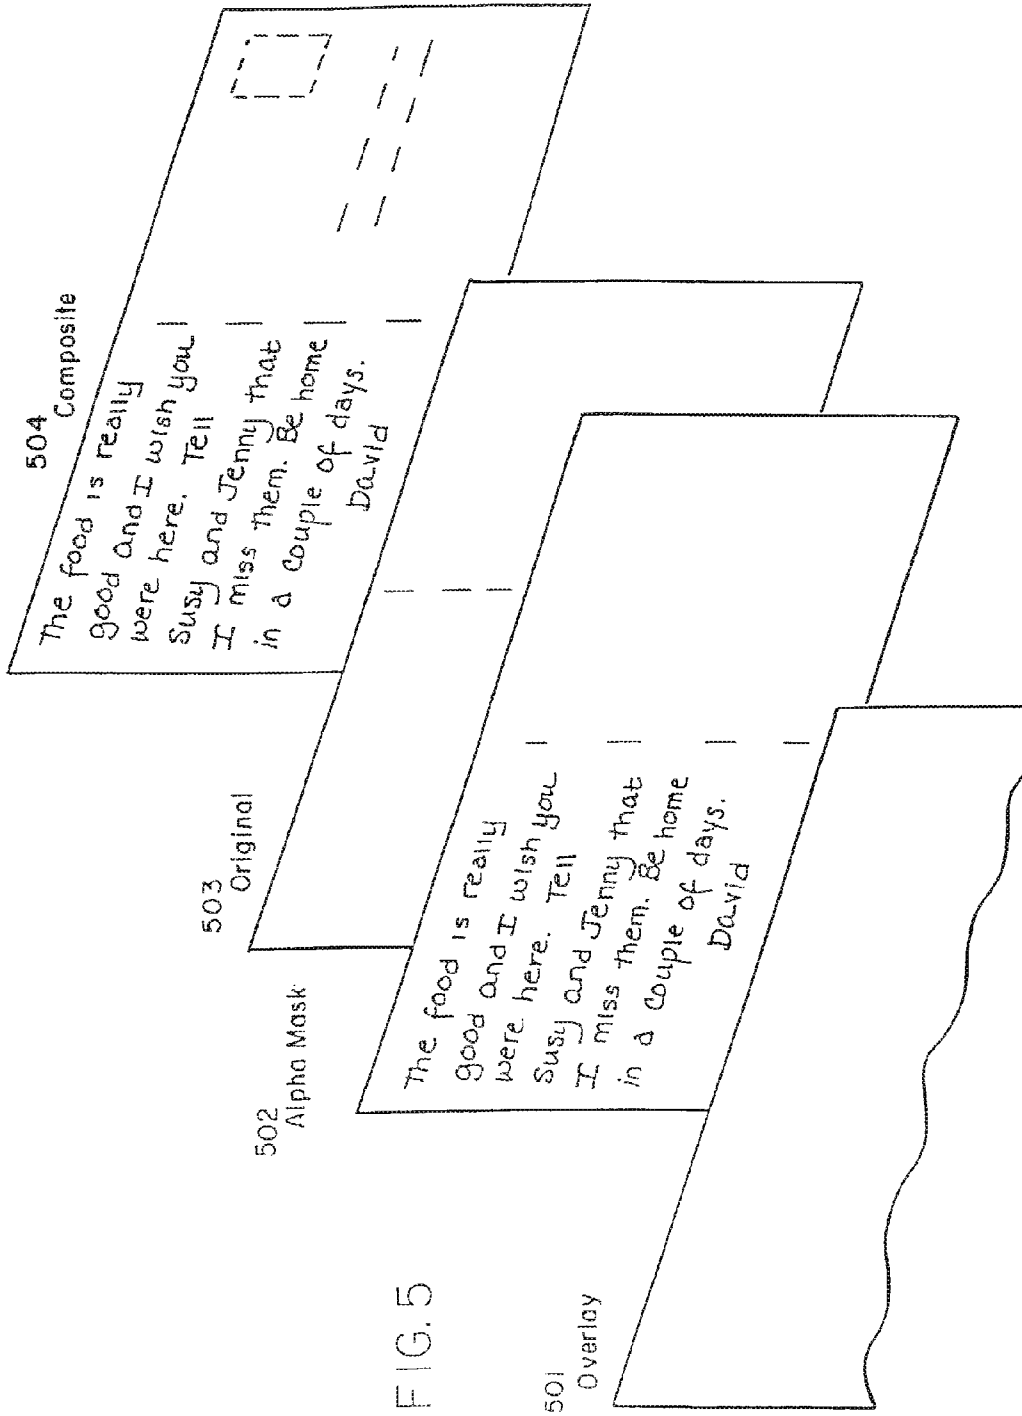 504
Composite
The food is really
good and I wish you
were here. Tell
Susy and Jenny that
I miss them. Be home
in a couple of days.
David
503
Original
502
Alpha Mask
The food is really
good and I wish you
were here. Tell
Susy and Jenny that
I miss them. Be home
in a couple of days.
David
FIG. 5
501
Overlay